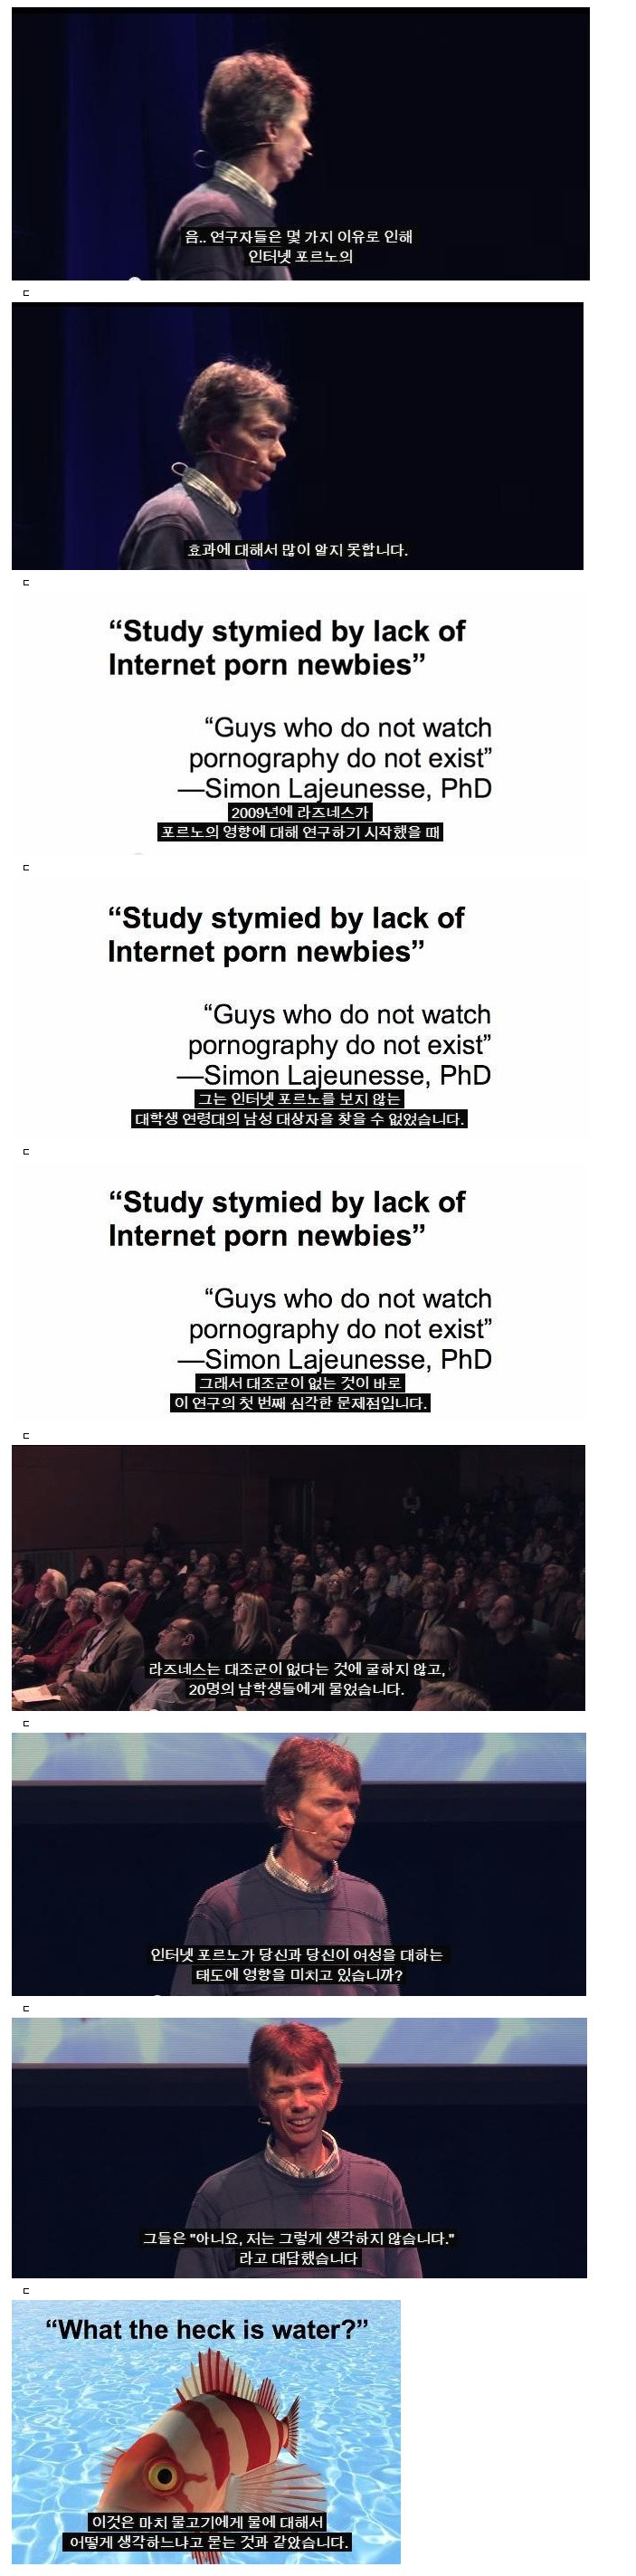 음.. 연구자들은 몇 가지 이유로 인해
인터넷 포르노의
ㄷ
효과에 대해서 많이 알지 못합니다.
ㄷ
“Study stymied by lack of
Internet porn newbies”
“Guys who do not watch
pornography do not exist”
—Simon Lajeunesse, PhD
2009년에 라즈네스가
포르노의 영향에 대해 연구하기 시작했을 때
ㄷ
“Study stymied by lack of
Internet porn newbies”
“Guys who do not watch
pornography do not exist”
—Simon Lajeunesse, PhD
그는 인터넷 포르노를 보지 않는
대학생 연령대의 남성 대상자을 찾을 수 없었습니다.
ㄷ
“Study stymied by lack of
Internet porn newbies”
“Guys who do not watch
pornography do not exist”
—Simon Lajeunesse, PhD
그래서 대조군이 없는 것이 바로
이 연구의 첫 번째 심각한 문제점입니다.
ㄷ
라즈네스는 대조군이 없다는 것에 굴하지 않고,
20명의 남학생들에게 물었습니다.
ㄷ
인터넷 포르노가 당신과 당신이 여성을 대하는
태도에 영향을 미치고 있습니까?
ㄷ
그들은 "아니요, 저는 그렇게 생각하지 않습니다."
라고 대답했습니다
ㄷ
“What the heck is water?”
이것은 마치 물고기에게 물에 대해서
어떻게 생각하느냐고 묻는 것과 같았습니다.